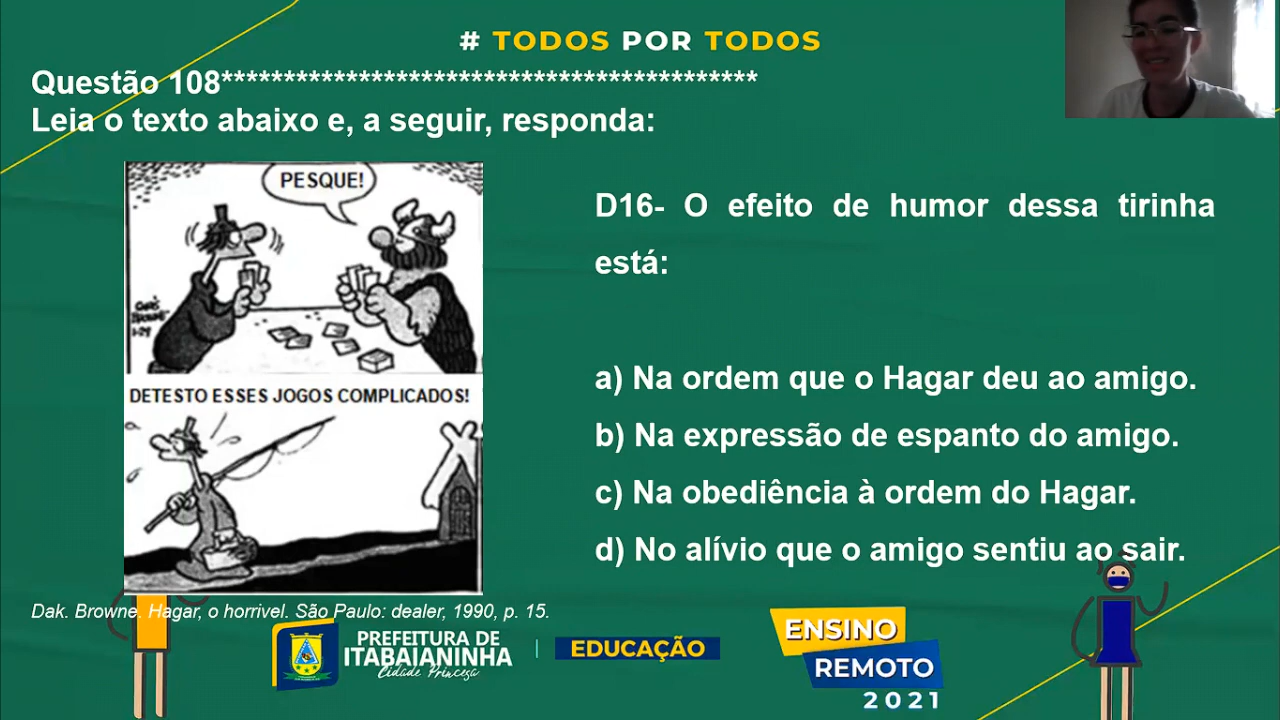 # TODOS POR TODOS
Questão 108*******************************************
Leia o texto abaixo e, a seguir, responda:
PESQUE!
DETESTO ESSES JOGOS COMPLICADOS!
D16- O efeito de humor dessa tirinha
está:
a) Na ordem que o Hagar deu ao amigo.
b) Na expressão de espanto do amigo.
c) Na obediência à ordem do Hagar.
d) No alívio que o amigo sentiu ao sair.
Dak. Browne. Hagar, o horrivel. São Paulo: dealer, 1990, p. 15.
PREFEITURA DE
ITABAIANINHA
Cidade Princesa
EDUCAÇÃO
ENSINO
REMOTO
2021